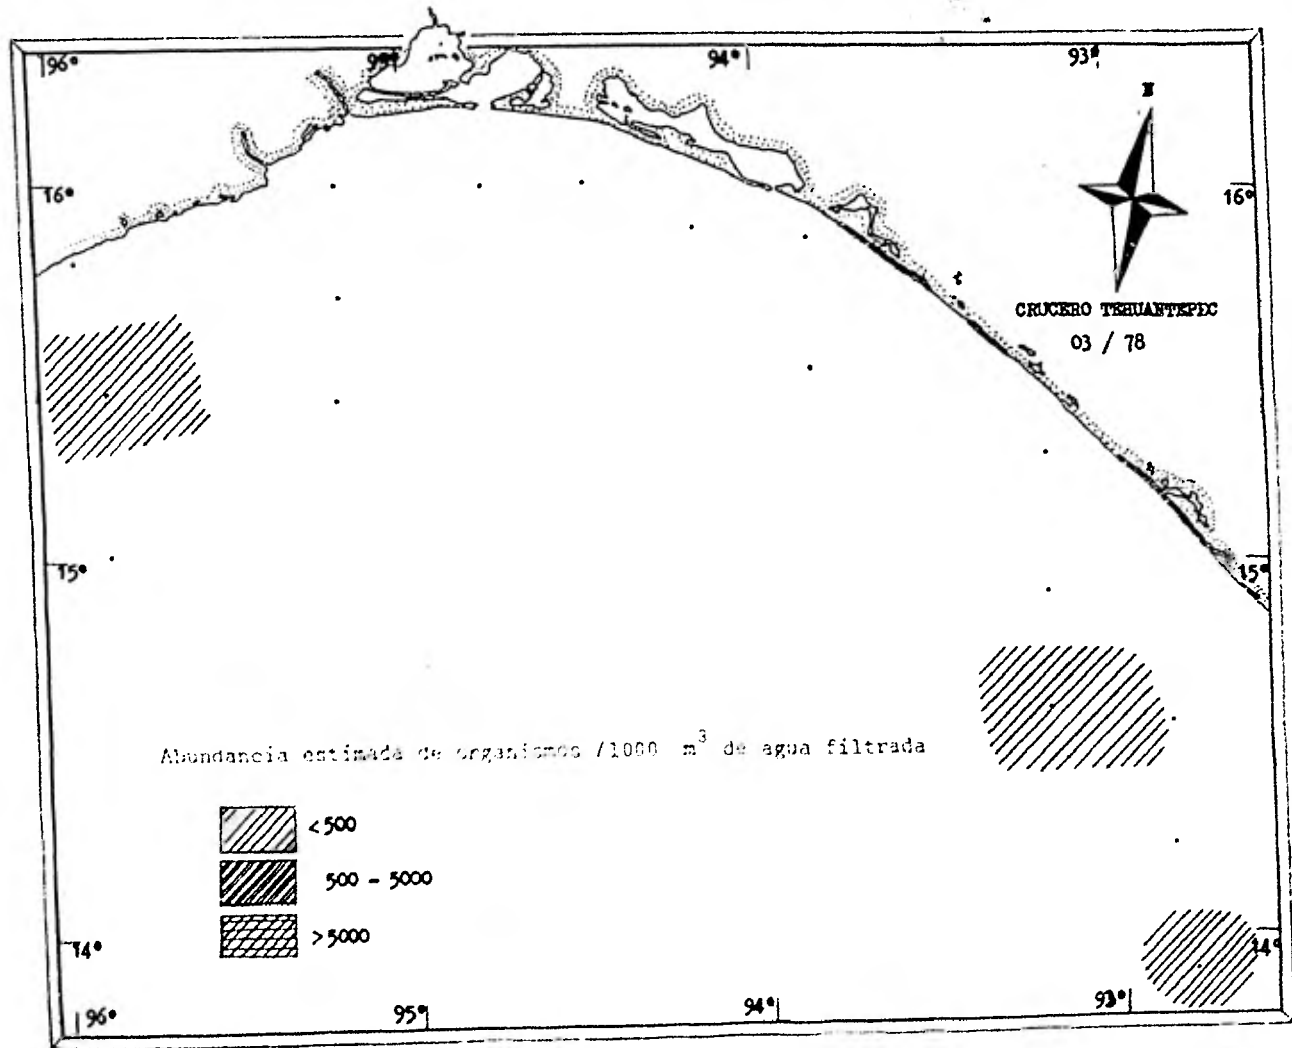 96° 95° 94° 93°
N
16° 16°
CRUCERO TEHUANTEPEC
03 / 78
15° 15°
Abundancia estimada de organismos /1000 m³ de agua filtrada
<500
500 - 5000
>5000
14° 14°
96° 95° 94° 93°